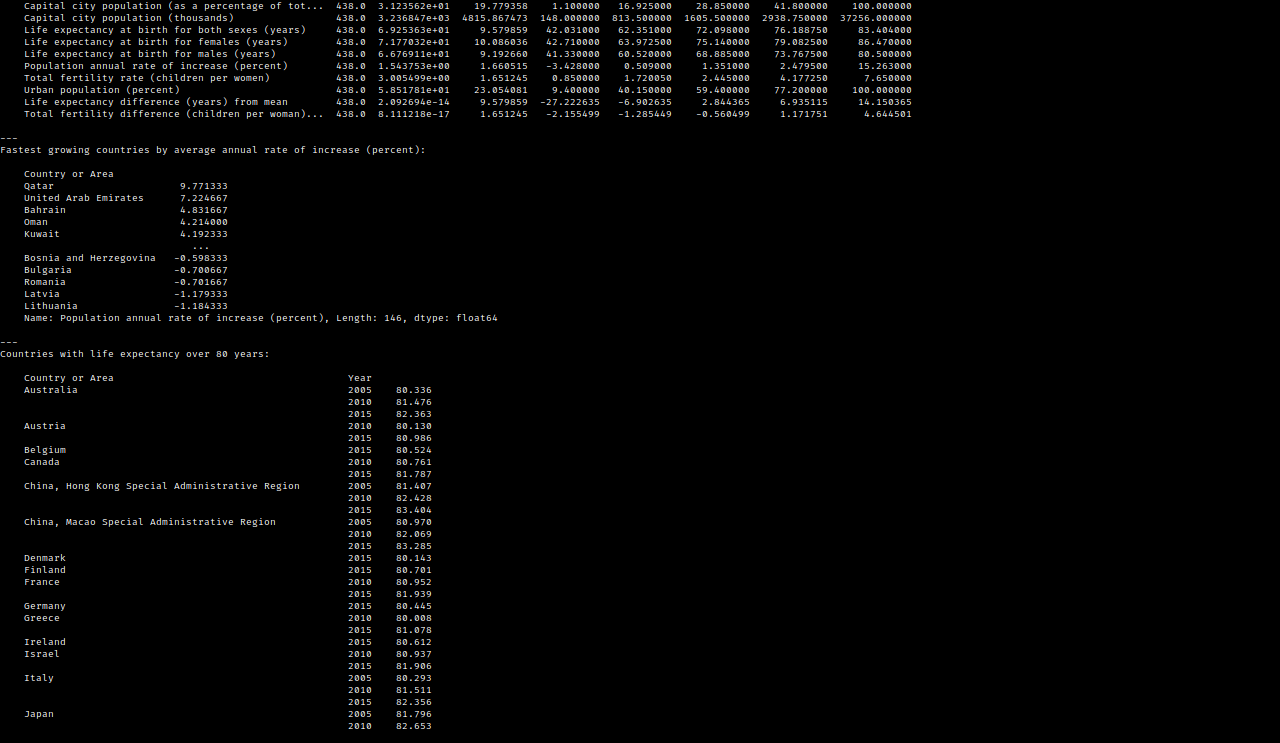 Capital city population (as a percentage of tot... 438.0 3.123562e+01 19.779358 1.100000 16.925000 28.850000 41.800000 100.000000
Capital city population (thousands) 438.0 3.236847e+03 4815.867473 148.000000 813.500000 1605.500000 2938.750000 37256.000000
Life expectancy at birth for both sexes (years) 438.0 6.925363e+01 9.579859 42.031000 62.351000 72.098000 76.188750 83.404000
Life expectancy at birth for females (years) 438.0 7.177032e+01 10.086036 42.710000 63.972500 75.140000 79.082500 86.470000
Life expectancy at birth for males (years) 438.0 6.676911e+01 9.192660 41.330000 60.520000 68.885000 73.767500 80.500000
Population annual rate of increase (percent) 438.0 1.543753e+00 1.660515 -3.428000 0.509000 1.351000 2.479500 15.263000
Total fertility rate (children per women) 438.0 3.005499e+00 1.651245 0.850000 1.720050 2.445000 4.177250 7.650000
Urban population (percent) 438.0 5.851781e+01 23.054081 9.400000 40.150000 59.400000 77.200000 100.000000
Life expectancy difference (years) from mean 438.0 2.092694e-14 9.579859 -27.222635 -6.902635 2.844365 6.935115 14.150365
Total fertility difference (children per woman)... 438.0 8.111218e-17 1.651245 -2.155499 -1.285449 -0.560499 1.171751 4.644501
---
Fastest growing countries by average annual rate of increase (percent):
Country or Area
Qatar 9.771333
United Arab Emirates 7.224667
Bahrain 4.831667
Oman 4.214000
Kuwait 4.192333
...
Bosnia and Herzegovina -0.598333
Bulgaria -0.700667
Romania -0.701667
Latvia -1.179333
Lithuania -1.184333
Name: Population annual rate of increase (percent), Length: 146, dtype: float64
---
Countries with life expectancy over 80 years:
Country or Area Year
Australia 2005 80.336
2010 81.476
2015 82.363
Austria 2010 80.130
2015 80.986
Belgium 2015 80.524
Canada 2010 80.761
2015 81.787
China, Hong Kong Special Administrative Region 2005 81.407
2010 82.428
2015 83.404
China, Macao Special Administrative Region 2005 80.970
2010 82.069
2015 83.285
Denmark 2015 80.143
Finland 2015 80.701
France 2010 80.952
2015 81.939
Germany 2015 80.445
Greece 2010 80.008
2015 81.078
Ireland 2015 80.612
Israel 2010 80.937
2015 81.906
Italy 2005 80.293
2010 81.511
2015 82.356
Japan 2005 81.796
2010 82.653